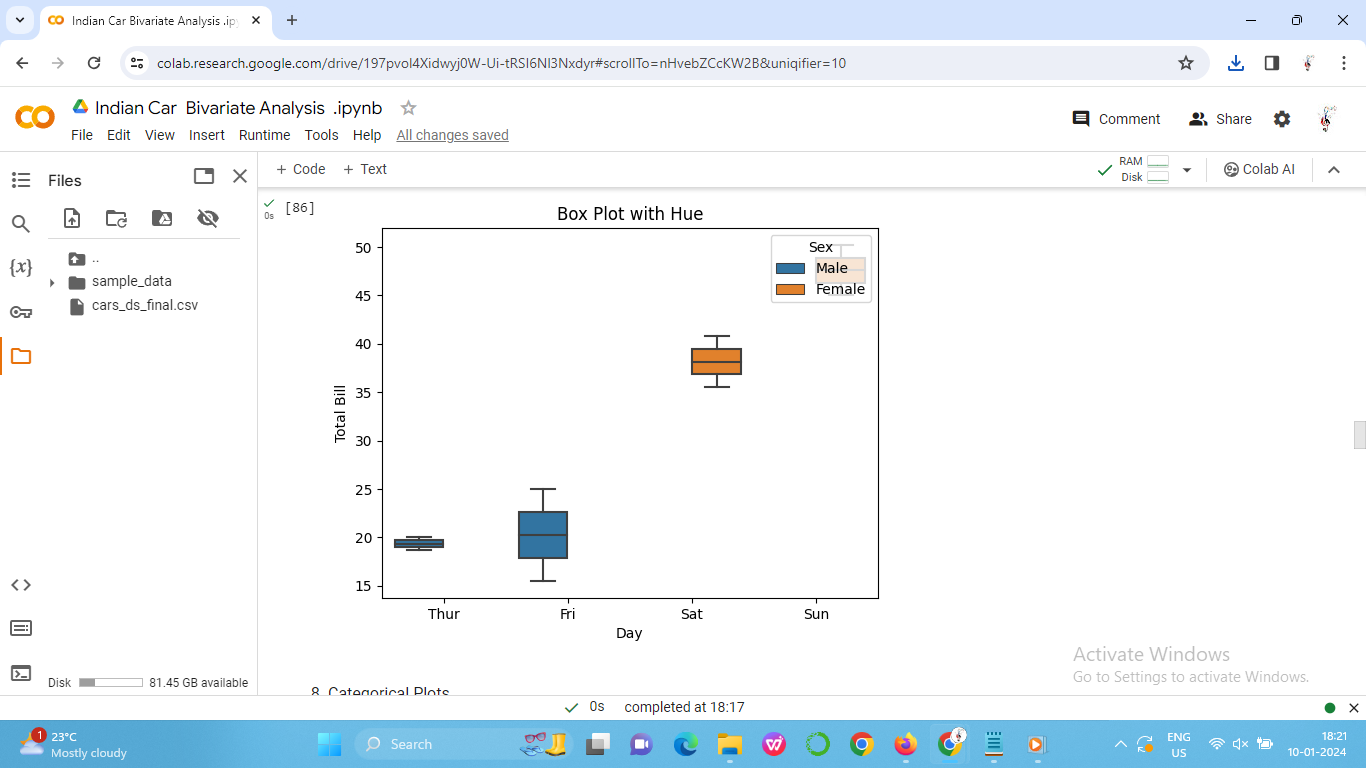 Indian Car Bivariate Analysis .ip
colab.research.google.com/drive/197pvol4Xidwyj0W-Ui-tRSI6NI3Nxdyr#scrollTo=nHvebZCcKW2B&uniqifier=10
Indian Car Bivariate Analysis .ipynb
File Edit View Insert Runtime Tools Help All changes saved
Comment Share
Files
+ Code + Text
RAM
Disk
Colab AI
..
sample_data
cars_ds_final.csv
{x}
0s
[86]
Box Plot with Hue
Sex
Male
Female
50
45
40
35
30
25
20
15
Total Bill
Thur Fri Sat Sun
Day
8. Categorical Plots
Disk 81.45 GB available
Activate Windows
Go to Settings to activate Windows.
0s completed at 18:17
1
23°C
Mostly cloudy
Search
ENG
US
18:21
10-01-2024